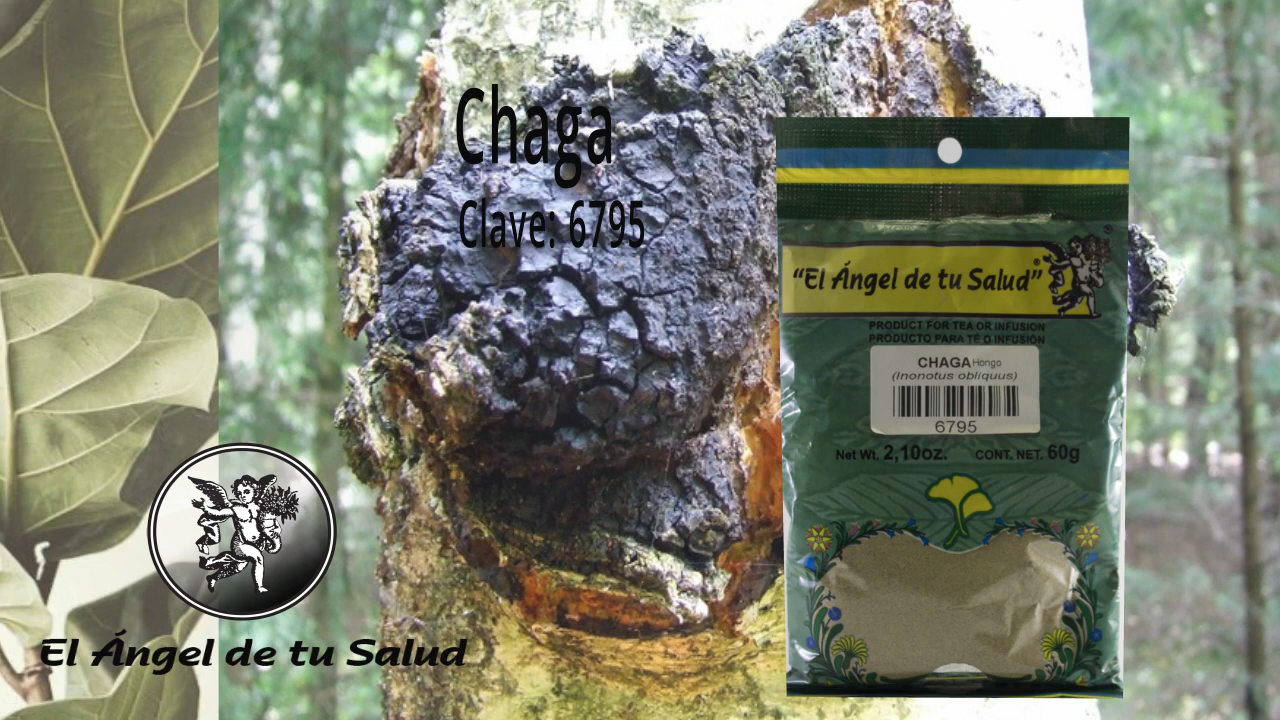 Chaga
Clave: 6795
"El Ángel de tu Salud"
PRODUCT FOR TEA OR INFUSION
PRODUCTO PARA TÉ O INFUSIÓN
CHAGA Hongo
(Inonotus obliquus)
6795
Net Wt. 2,10oz. CONT. NET. 60g
El Ángel de tu Salud